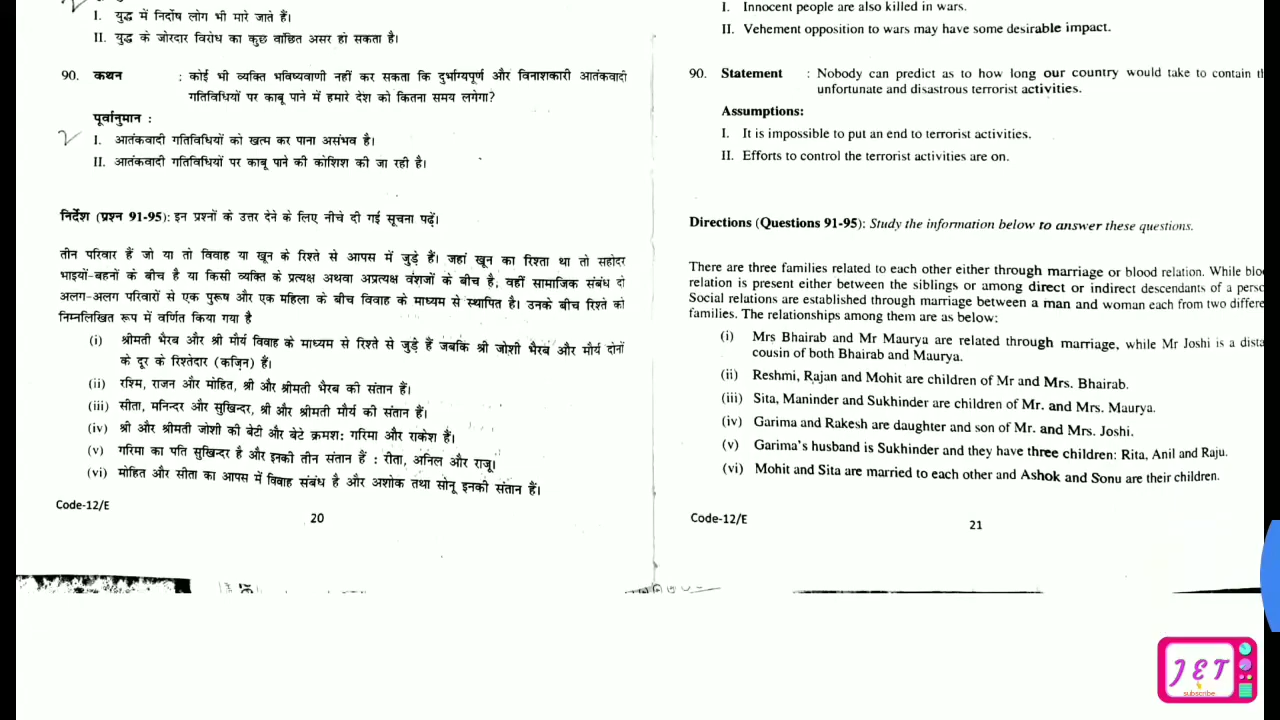 I. युद्ध में निर्दोष लोग भी मारे जाते हैं।
II. युद्ध के जोरदार विरोध का कुछ वांछित असर हो सकता है।
90. कथन : कोई भी व्यक्ति भविष्यवाणी नहीं कर सकता कि दुर्भाग्यपूर्ण और विनाशकारी आतंकवादी
गतिविधियों पर काबू पाने में हमारे देश को कितना समय लगेगा?
पूर्वानुमान :
I. आतंकवादी गतिविधियों को खत्म कर पाना असंभव है।
II. आतंकवादी गतिविधियों पर काबू पाने की कोशिश की जा रही है।
निर्देश (प्रश्न 91-95): इन प्रश्नों के उत्तर देने के लिए नीचे दी गई सूचना पढ़ें।
तीन परिवार हैं जो या तो विवाह या खून के रिश्ते से आपस में जुड़े हैं। जहां खून का रिश्ता था तो सहोदर
भाइयों-बहनों के बीच है या किसी व्यक्ति के प्रत्यक्ष अथवा अप्रत्यक्ष वंशजों के बीच है, वहीं सामाजिक संबंध दो
अलग-अलग परिवारों से एक पुरूष और एक महिला के बीच विवाह के माध्यम से स्थापित है। उनके बीच रिश्ते को
निम्नलिखित रूप में वर्णित किया गया है
(i) श्रीमती भैरब और श्री मौर्य विवाह के माध्यम से रिश्ते से जुड़े हैं जबकि श्री जोशी भैरब और मौर्य दोनों
के दूर के रिश्तेदार (कज़िन) हैं।
(ii) रश्मि, राजन और मोहित, श्री और श्रीमती भैरब की संतान हैं।
(iii) सीता, मनिन्दर और सुखिन्दर, श्री और श्रीमती मौर्य की संतान हैं।
(iv) श्री और श्रीमती जोशी की बेटी और बेटे क्रमश: गरिमा और राकेश हैं।
(v) गरिमा का पति सुखिन्दर है और इनकी तीन संतान हैं : रीता, अनिल और राजू।
(vi) मोहित और सीता का आपस में विवाह संबंध है और अशोक तथा सोनू इनकी संतान हैं।
Code-12/E
20
I. Innocent people are also killed in wars.
II. Vehement opposition to wars may have some desirable impact.
90. Statement : Nobody can predict as to how long our country would take to contain th
unfortunate and disastrous terrorist activities.
Assumptions:
I. It is impossible to put an end to terrorist activities.
II. Efforts to control the terrorist activities are on.
Directions (Questions 91-95): Study the information below to answer these questions.
There are three families related to each other either through marriage or blood relation. While bloo
relation is present either between the siblings or among direct or indirect descendants of a perso
Social relations are established through marriage between a man and woman each from two differe
families. The relationships among them are as below:
(i) Mrs Bhairab and Mr Maurya are related through marriage, while Mr Joshi is a dista
cousin of both Bhairab and Maurya.
(ii) Reshmi, Rajan and Mohit are children of Mr and Mrs. Bhairab.
(iii) Sita, Maninder and Sukhinder are children of Mr. and Mrs. Maurya.
(iv) Garima and Rakesh are daughter and son of Mr. and Mrs. Joshi.
(v) Garima's husband is Sukhinder and they have three children: Rita, Anil and Raju.
(vi) Mohit and Sita are married to each other and Ashok and Sonu are their children.
Code-12/E
21
JET
subscribe